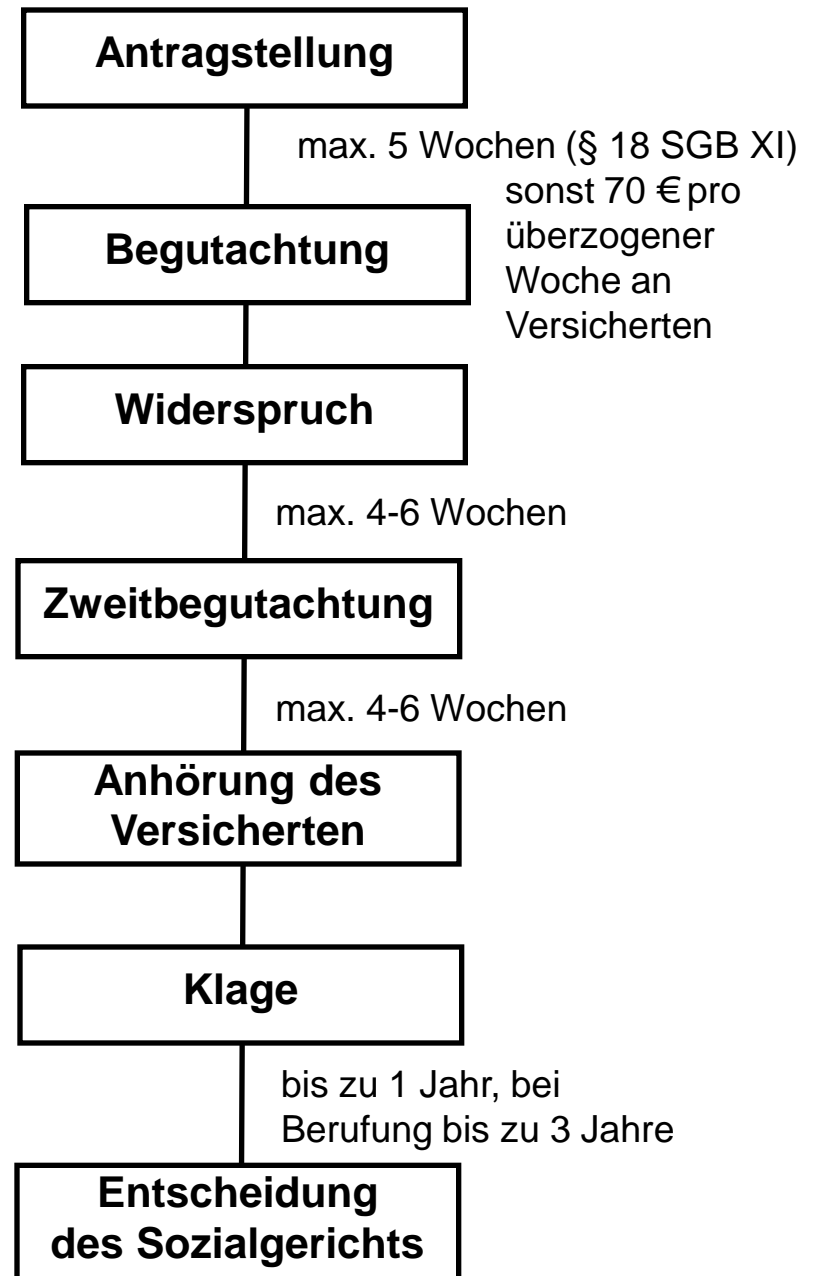 Antragstellung
max. 5 Wochen (§ 18 SGB XI)
sonst 70 € pro
überzogener
Woche an
Versicherten
Begutachtung
Widerspruch
max. 4-6 Wochen
Zweitbegutachtung
max. 4-6 Wochen
Anhörung des
Versicherten
Klage
bis zu 1 Jahr, bei
Berufung bis zu 3 Jahre
Entscheidung
des Sozialgerichts